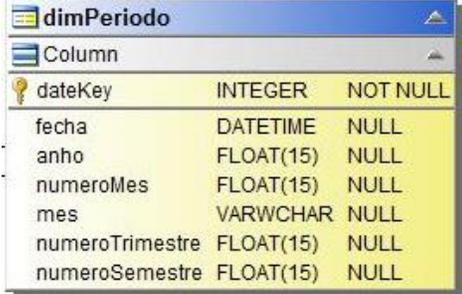 dimPeriodo
Column
dateKey INTEGER NOT NULL
fecha DATETIME NULL
anho FLOAT(15) NULL
numeroMes FLOAT(15) NULL
mes VARWCHAR NULL
numeroTrimestre FLOAT(15) NULL
numeroSemestre FLOAT(15) NULL